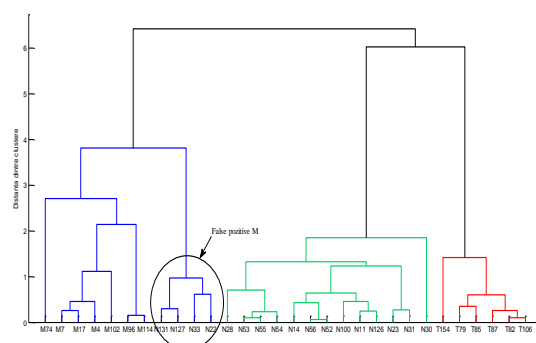 6
5
4
3
2
1
0
Distanta dintre clustere
False pozitive M
M74 M7 M17 M4 M102 M96 M114 N131 N127 N33 N22 N28 N53 N55 N54 N14 N56 N52 N100 N11 N126 N23 N31 N30 T154 T79 T85 T87 T82 T106